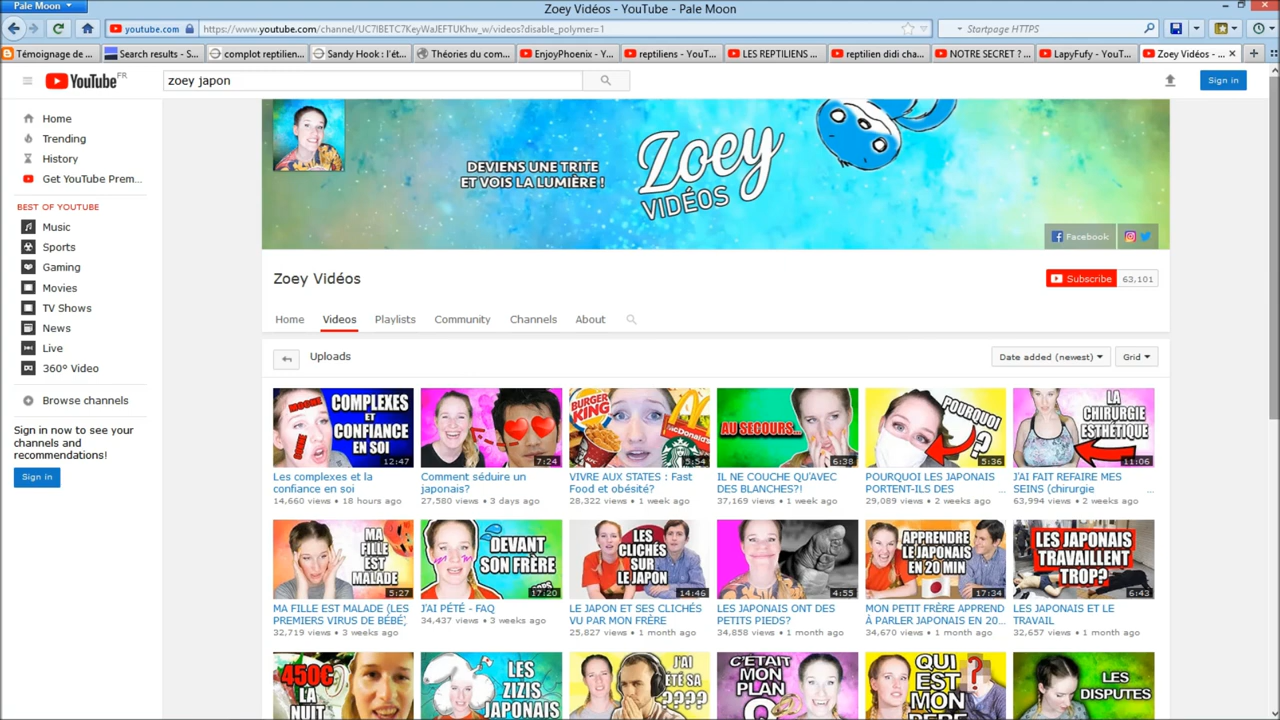 Pale Moon
Zoey Vidéos - YouTube - Pale Moon
youtube.com
https://www.youtube.com/channel/UC7IBETC7KeyWaJEFTUKhw_w/videos?disable_polymer=1
Startpage HTTPS
Témoignage de ...
Search results - S...
complot reptilien...
Sandy Hook : l'ét...
Théories du com...
EnjoyPhoenix - Y...
reptiliens - YouT...
LES REPTILIENS ...
reptilien didi cha...
NOTRE SECRET ? ...
LapyFufy - YouT...
Zoey Vidéos - ...
YouTube FR
zoey japon
Sign in
Home
Trending
History
Get YouTube Prem...
BEST OF YOUTUBE
Music
Sports
Gaming
Movies
TV Shows
News
Live
360° Video
Browse channels
Sign in now to see your
channels and
recommendations!
Sign in
DEVIENS UNE TRITE
ET VOIS LA LUMIÈRE !
Zoey
VIDÉOS
Facebook
Zoey Vidéos
Subscribe
63,101
Home
Videos
Playlists
Community
Channels
About
Uploads
Date added (newest)
Grid
MOCHE
COMPLEXES
ET
CONFIANCE
EN SOI
12:47
Les complexes et la
confiance en soi
14,660 views • 18 hours ago
7:24
Comment séduire un
japonais?
27,580 views • 3 days ago
BURGER
KING
McDonald's
STARBUCKS
5:54
VIVRE AUX STATES : Fast
Food et obésité?
28,322 views • 1 week ago
AU SECOURS...
6:38
IL NE COUCHE QU'AVEC
DES BLANCHES?!
37,169 views • 1 week ago
POURQUOI
?
5:36
POURQUOI LES JAPONAIS
PORTENT-ILS DES ...
29,089 views • 2 weeks ago
LA
CHIRURGIE
ESTHÉTIQUE
11:06
J'AI FAIT REFAIRE MES
SEINS (chirurgie ...
63,994 views • 2 weeks ago
MA
FILLE
EST
MALADE
5:27
MA FILLE EST MALADE (LES
PREMIERS VIRUS DE BÉBÉ)
32,719 views • 3 weeks ago
DEVANT
SON FRÈRE
OOPS
17:20
J'AI PÉTÉ - FAQ
34,437 views • 3 weeks ago
LES
CLICHÉS
SUR
LE JAPON
14:46
LE JAPON ET SES CLICHÉS
VU PAR MON FRÈRE
25,827 views • 1 month ago
4:55
LES JAPONAIS ONT DES
PETITS PIEDS?
34,858 views • 1 month ago
APPRENDRE
LE JAPONAIS
EN 20 MIN
17:34
MON PETIT FRÈRE APPREND
À PARLER JAPONAIS EN 20...
34,670 views • 1 month ago
LES JAPONAIS
TRAVAILLENT
TROP?
6:43
LES JAPONAIS ET LE
TRAVAIL
32,657 views • 1 month ago
450€
LA
NUIT
LES
ZIZIS
JAPONAIS
J'AI
ÉTÉ SA
????
C'ÉTAIT
MON
PLAN
Q
QUI
EST
MON
PÈRE
?
LES
DISPUTES